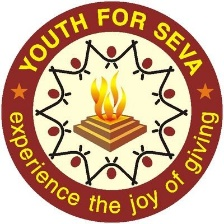 YOUTH FOR SEVA
experience the joy of giving